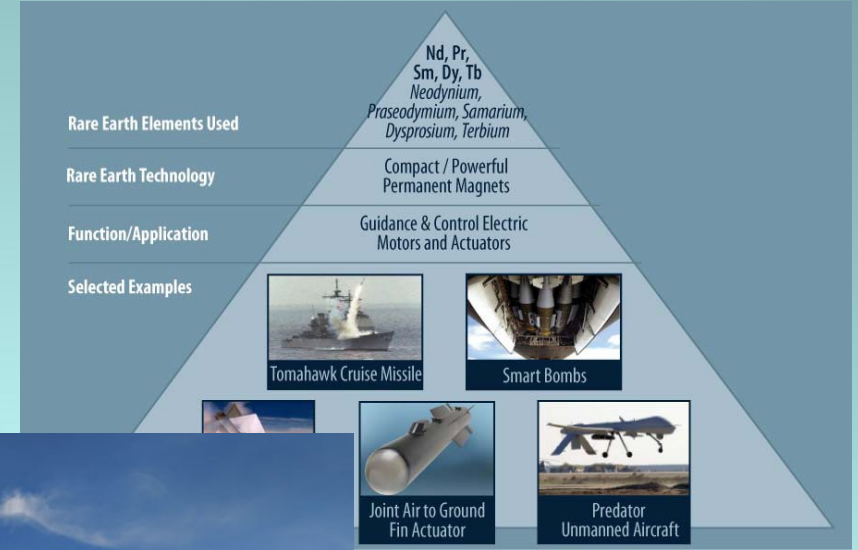 Nd, Pr,
Sm, Dy, Tb
Neodynium,
Praseodymium, Samarium,
Dysprosium, Terbium
Rare Earth Elements Used
Compact / Powerful
Permanent Magnets
Rare Earth Technology
Guidance & Control Electric
Motors and Actuators
Function/Application
Selected Examples
Tomahawk Cruise Missile
Smart Bombs
Joint Air to Ground
Fin Actuator
Predator
Unmanned Aircraft